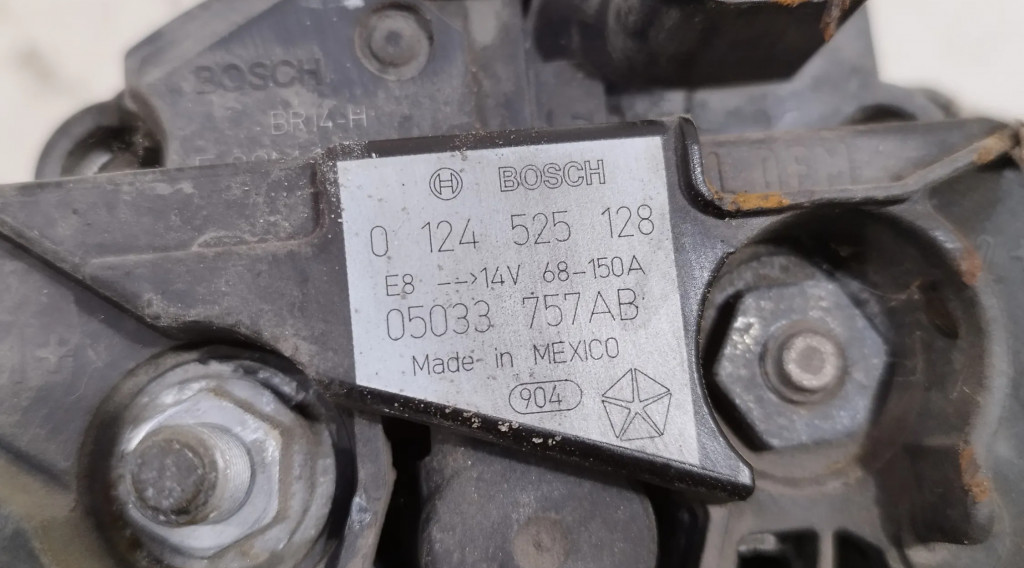 BOSCH
BR14-H
BOSCH
0 124 525 128
E8 -->14V 68-150A
05033 757AB
Made in MEXICO
904
+